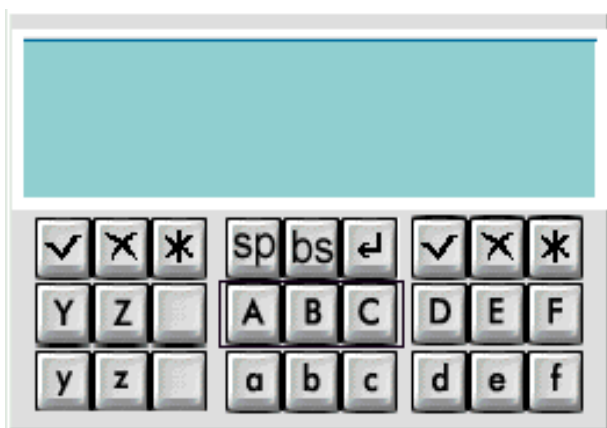 ✓ ✗ * sp bs ↵ ✓ ✗ *
Y Z A B C D E F
y z a b c d e f